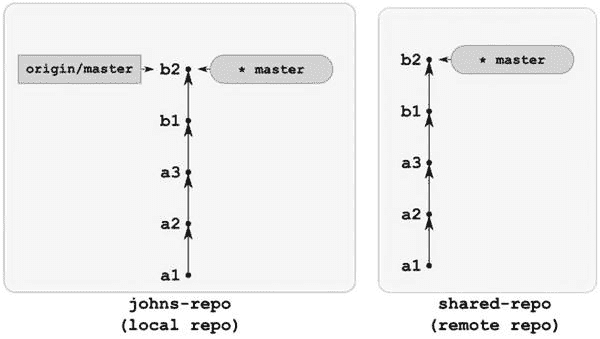 origin/master
b2
* master
b1
a3
a2
a1
johns-repo
(local repo)
b2
* master
b1
a3
a2
a1
shared-repo
(remote repo)